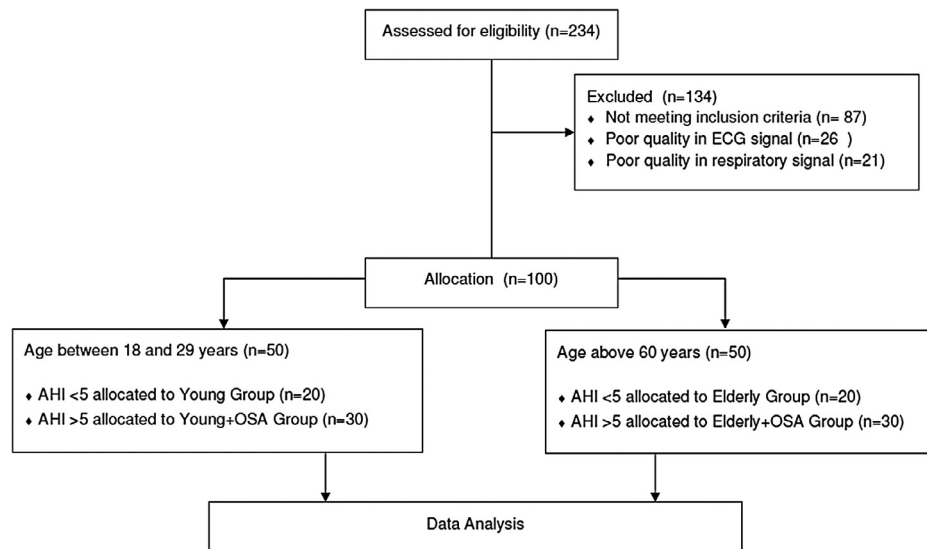 Assessed for eligibility (n=234)
Excluded (n=134)
♦ Not meeting inclusion criteria (n= 87)
♦ Poor quality in ECG signal (n=26 )
♦ Poor quality in respiratory signal (n=21)
Allocation (n=100)
Age between 18 and 29 years (n=50)
♦ AHI <5 allocated to Young Group (n=20)
♦ AHI >5 allocated to Young+OSA Group (n=30)
Age above 60 years (n=50)
♦ AHI <5 allocated to Elderly Group (n=20)
♦ AHI >5 allocated to Elderly+OSA Group (n=30)
Data Analysis